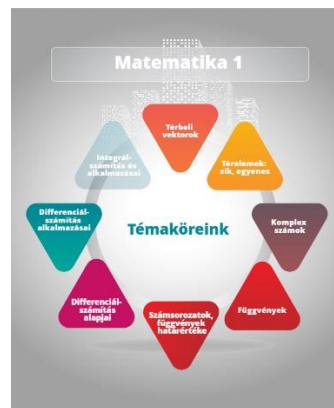 Matematika 1
Térbeli
vektorok
Térelemek:
sík, egyenes
Komplex
számok
Függvények
Számsorozatok,
függvények
határértéke
Differenciál-
számítás
alapjai
Differenciál-
számítás
alkalmazásai
Integrál-
számítás és
alkalmazásai
Témaköreink